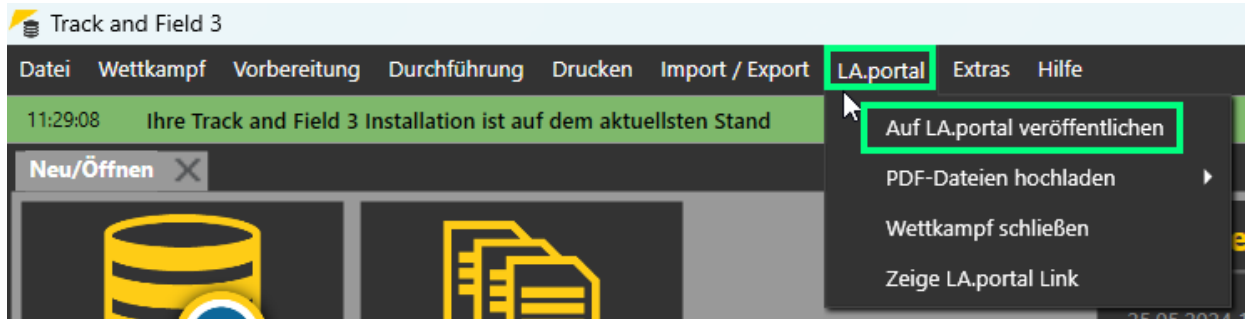 Track and Field 3
Datei Wettkampf Vorbereitung Durchführung Drucken Import / Export LA.portal Extras Hilfe
11:29:08 Ihre Track and Field 3 Installation ist auf dem aktuellsten Stand
Auf LA.portal veröffentlichen
Neu/Öffnen
PDF-Dateien hochladen
Wettkampf schließen
Zeige LA.portal Link